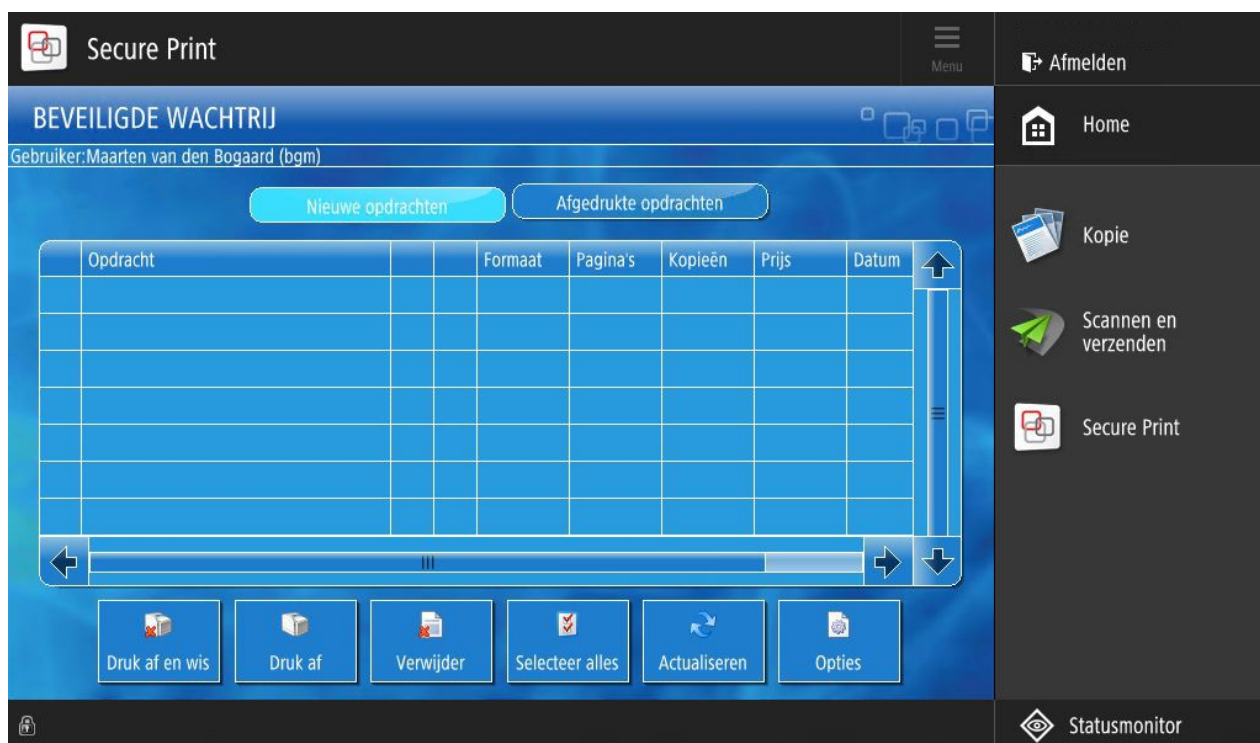 Secure Print
Menu
Afmelden
BEVEILIGDE WACHTRIJ
Home
Gebruiker:Maarten van den Bogaard (bgm)
Nieuwe opdrachten
Afgedrukte opdrachten
Kopie
Opdracht Formaat Pagina's Kopieën Prijs Datum
Scannen en
verzenden
Secure Print
Druk af en wis
Druk af
Verwijder
Selecteer alles
Actualiseren
Opties
Statusmonitor